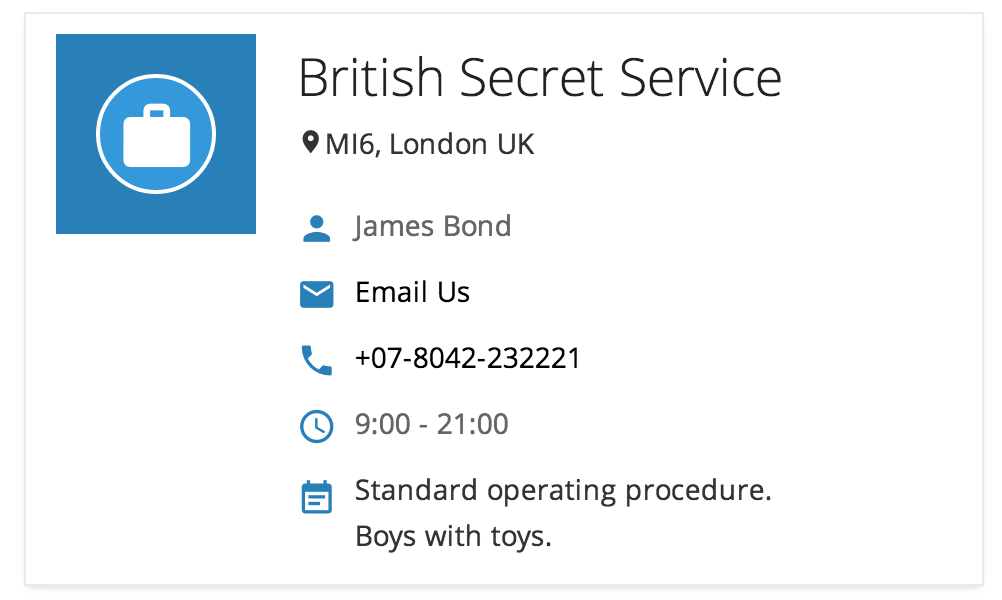 British Secret Service
MI6, London UK
James Bond
Email Us
+07-8042-232221
9:00 - 21:00
Standard operating procedure.
Boys with toys.